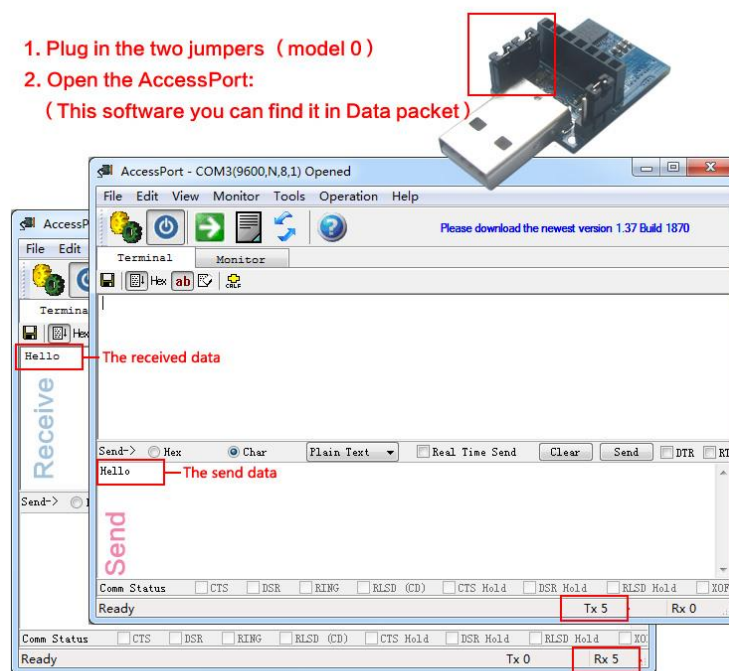 1. Plug in the two jumpers（model 0）
2. Open the AccessPort:
（This software you can find it in Data packet）
AccessPort - COM3(9600,N,8,1) Opened
File Edit View Monitor Tools Operation Help
Please download the newest version 1.37 Build 1870
Terminal Monitor
Hex ab CRLF
Send-> Hex Char Plain Text Real Time Send Clear Send DTR
Hello
The send data
Send
Comm Status CTS DSR RING RLSD (CD) CTS Hold DSR Hold RLSD Hold
Ready Tx 5 Rx 0
File Edit
Hello
The received data
Receive
Send->
Comm Status CTS DSR RING RLSD (CD) CTS Hold DSR Hold RLSD Hold
Ready Tx 0 Rx 5